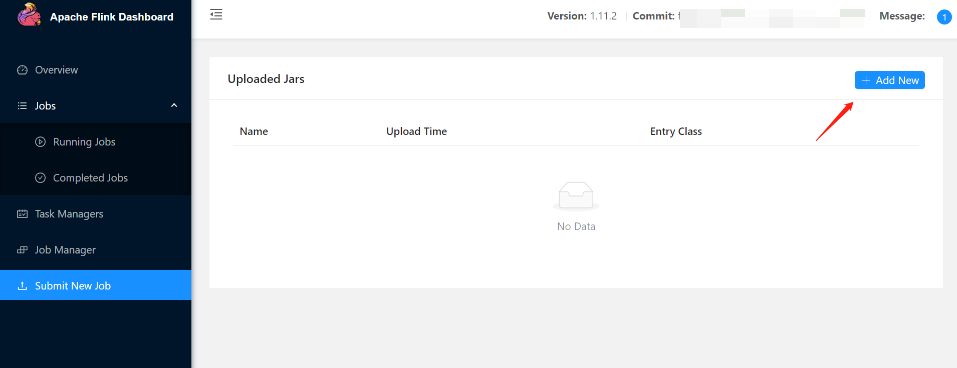 Apache Flink Dashboard
Version: 1.11.2 Commit: Message: 1
Overview
Jobs
Running Jobs
Completed Jobs
Task Managers
Job Manager
Submit New Job
Uploaded Jars
+ Add New
Name Upload Time Entry Class
No Data